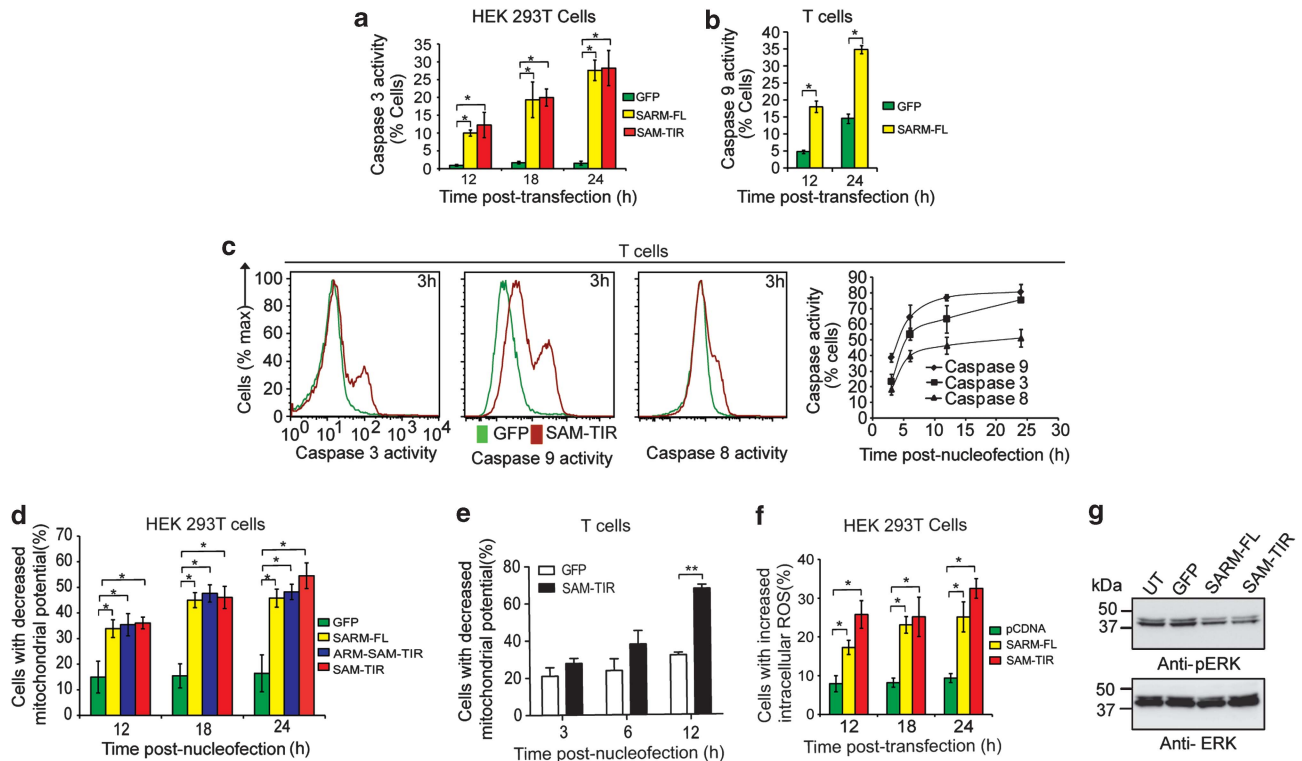 a
HEK 293T Cells
Caspase 3 activity
(% Cells)
35
30
25
20
15
10
5
0
*
*
*
*
*
*
12
18
24
Time post-transfection (h)
GFP
SARM-FL
SAM-TIR
b
T cells
Caspase 9 activity
(% Cells)
40
35
30
25
20
15
10
5
0
*
*
12
24
Time post-transfection (h)
GFP
SARM-FL
c
T cells
Cells (% max)
100
80
60
40
20
0
3h
3h
3h
10^0 10^1 10^2 10^3 10^4
Caspase 3 activity
GFP SAM-TIR
Caspase 9 activity
Caspase 8 activity
Caspase activity
(% cells)
90
80
70
60
50
40
30
20
10
0
Caspase 9
Caspase 3
Caspase 8
0 5 10 15 20 25 30
Time post-nucleofection (h)
d
HEK 293T cells
Cells with decreased
mitochondrial potential(%)
70
60
50
40
30
20
10
0
*
*
*
*
*
*
*
*
*
12
18
24
Time post-nucleofection (h)
GFP
SARM-FL
ARM-SAM-TIR
SAM-TIR
e
T cells
Cells with decreased
mitochondrial potential(%)
80
60
40
20
0
GFP
SAM-TIR
**
3
6
12
Time post-nucleofection (h)
f
HEK 293T Cells
Cells with increased
intracellular ROS(%)
40
30
20
10
0
*
*
*
*
*
*
12
18
24
Time post-transfection (h)
pCDNA
SARM-FL
SAM-TIR
g
kDa
UT
GFP
SARM-FL
SAM-TIR
50
37
Anti-pERK
50
37
Anti- ERK